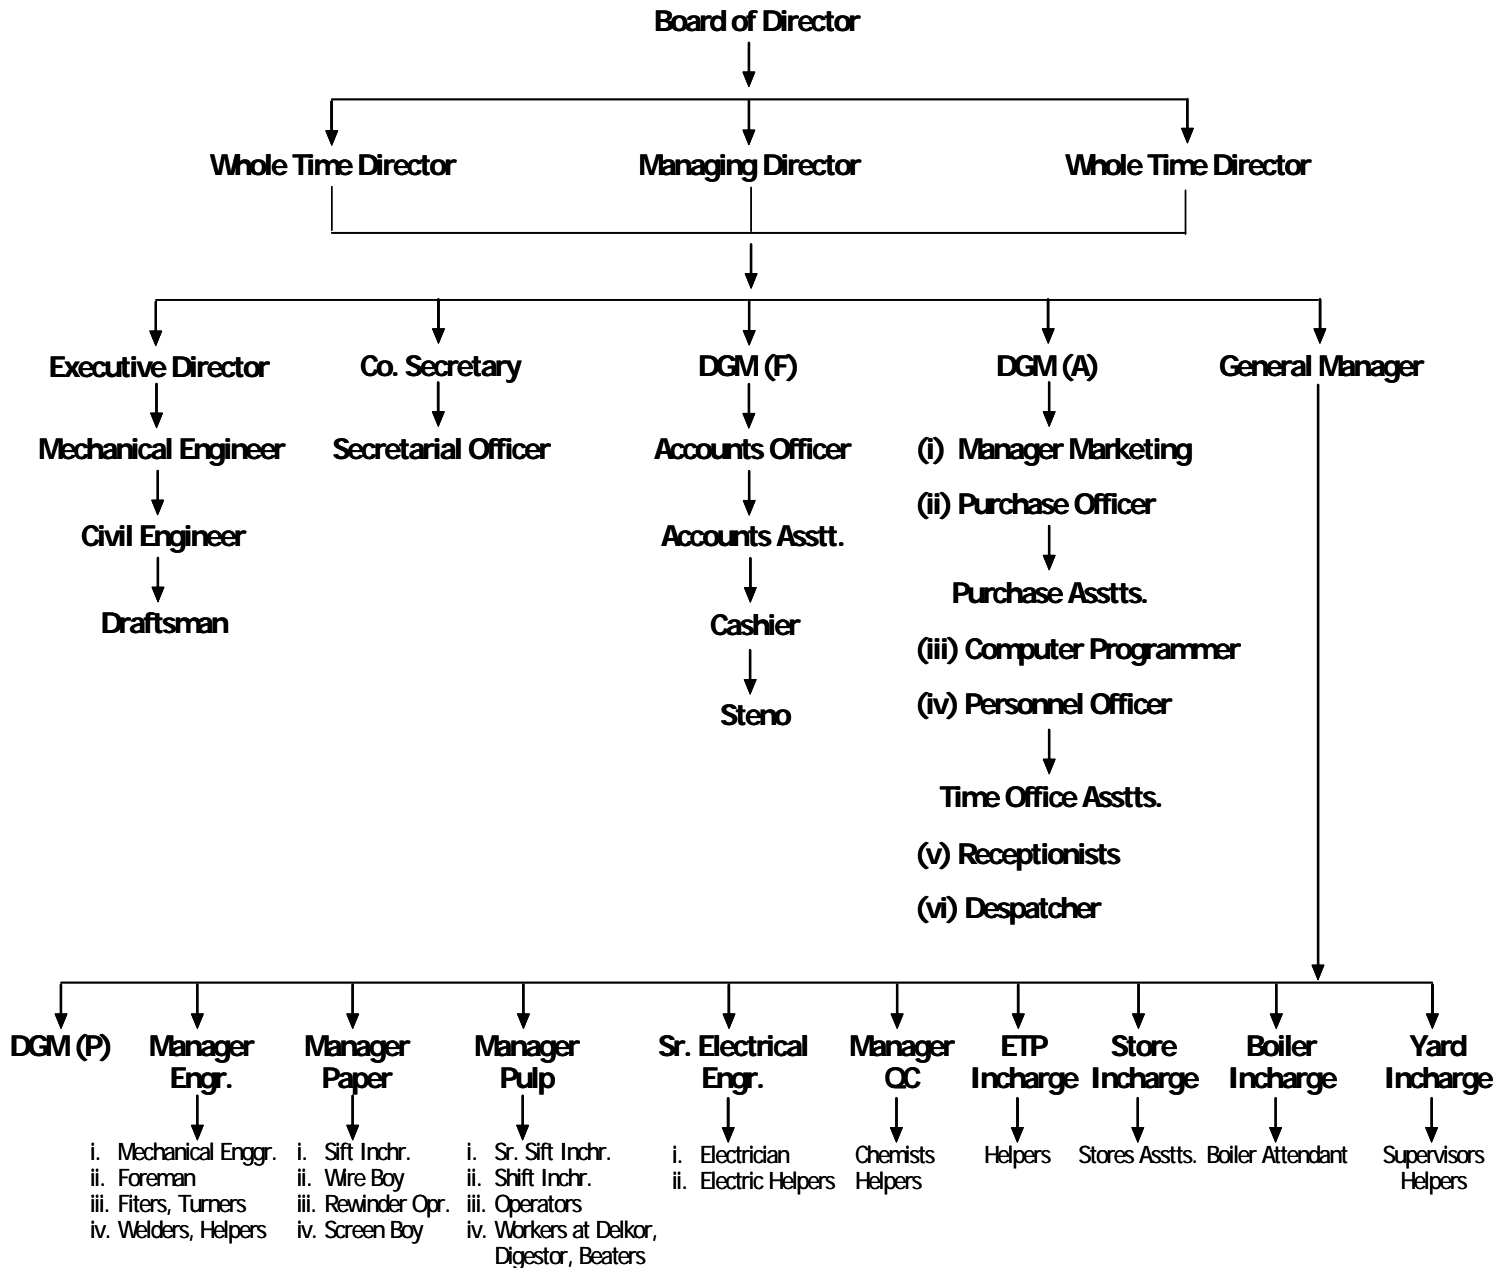 Board of Director
Whole Time Director
Managing Director
Whole Time Director
Executive Director
Co. Secretary
DGM (F)
DGM (A)
General Manager
Mechanical Engineer
Secretarial Officer
Accounts Officer
(i) Manager Marketing
(ii) Purchase Officer
Civil Engineer
Accounts Asstt.
Purchase Asstts.
Draftsman
Cashier
(iii) Computer Programmer
(iv) Personnel Officer
Steno
Time Office Asstts.
(v) Receptionists
(vi) Despatcher
DGM (P)
Manager
Engr.
Manager
Paper
Manager
Pulp
Sr. Electrical
Engr.
Manager
QC
ETP
Incharge
Store
Incharge
Boiler
Incharge
Yard
Incharge
i. Mechanical Enggr.
ii. Foreman
iii. Fiters, Turners
iv. Welders, Helpers
i. Sift Inchr.
ii. Wire Boy
iii. Rewinder Opr.
iv. Screen Boy
i. Sr. Sift Inchr.
ii. Shift Inchr.
iii. Operators
iv. Workers at Delkor,
Digestor, Beaters
i. Electrician
ii. Electric Helpers
Chemists
Helpers
Helpers
Stores Asstts.
Boiler Attendant
Supervisors
Helpers